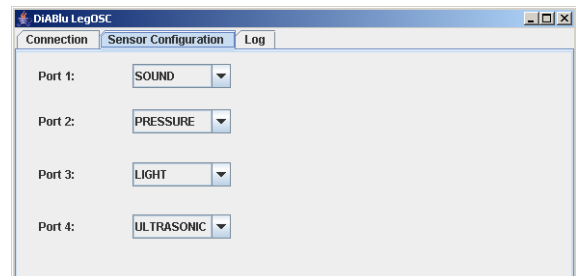 DiABlu LegOSC
Connection Sensor Configuration Log
Port 1: SOUND
Port 2: PRESSURE
Port 3: LIGHT
Port 4: ULTRASONIC